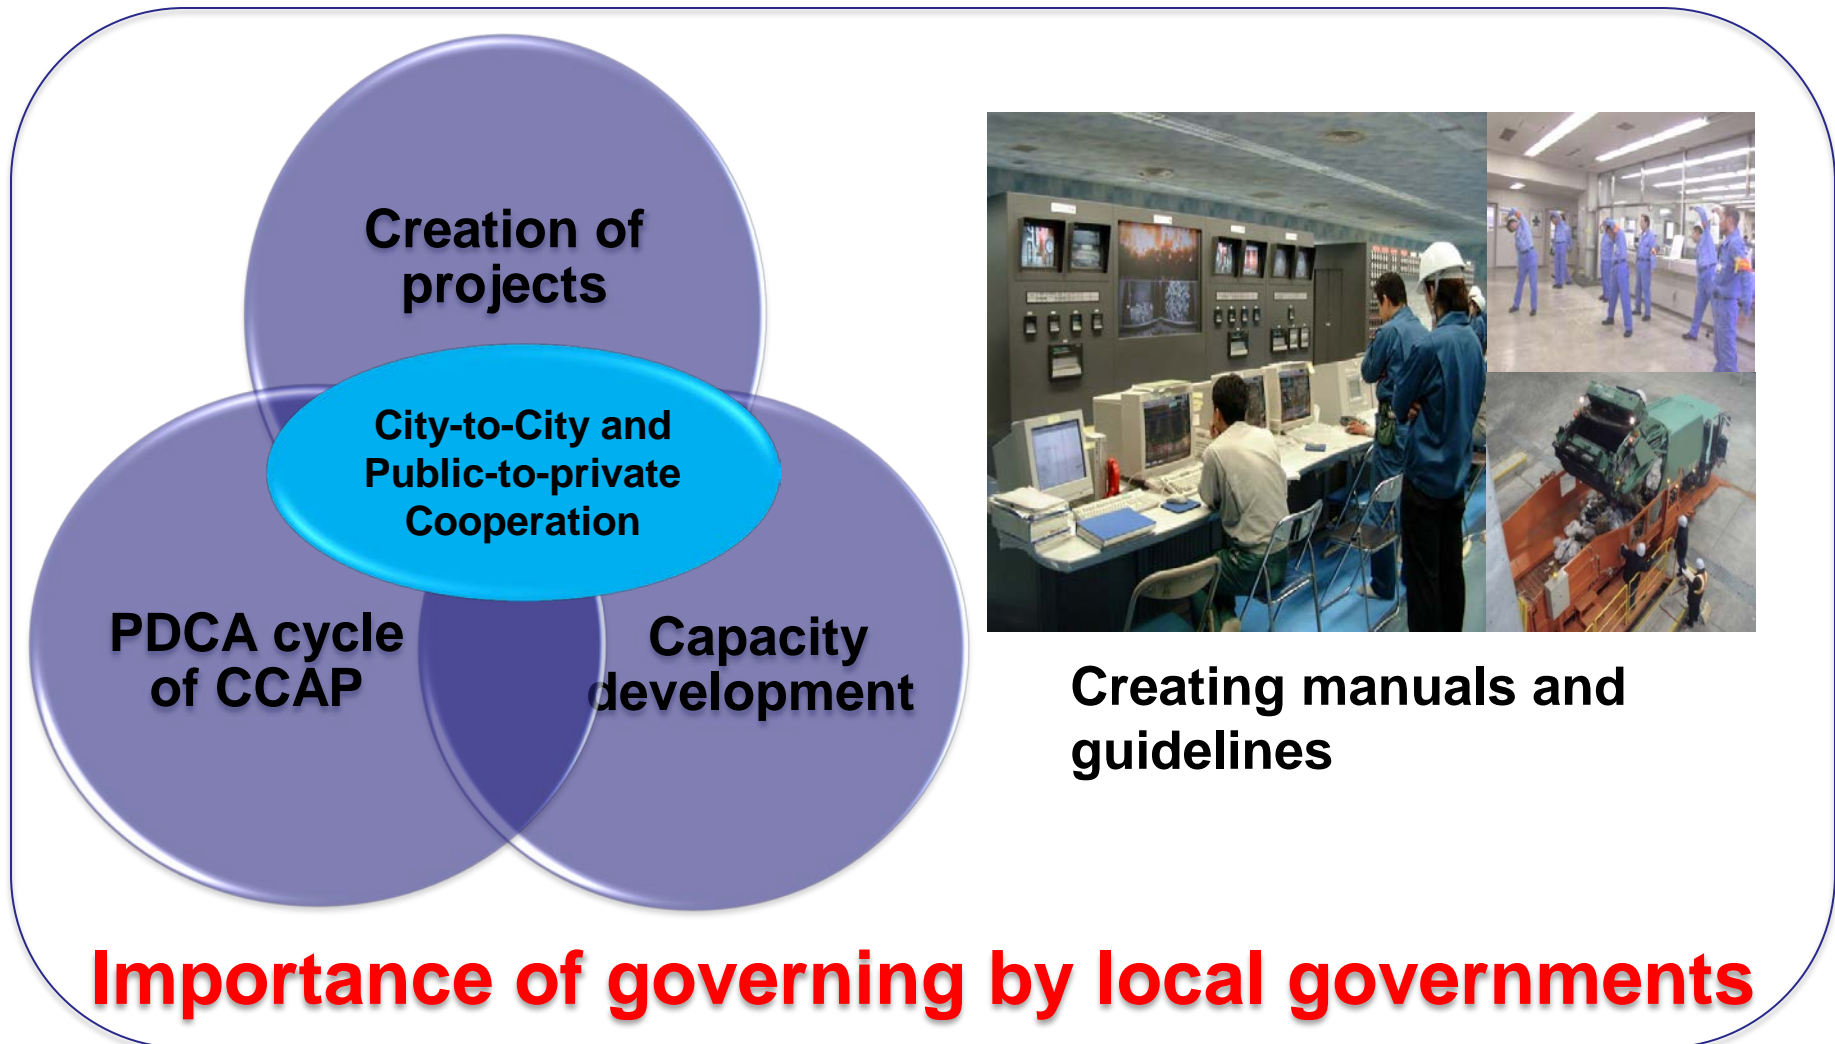 Creation of
projects
City-to-City and
Public-to-private
Cooperation
PDCA cycle
of CCAP
Capacity
development
Creating manuals and
guidelines
Importance of governing by local governments